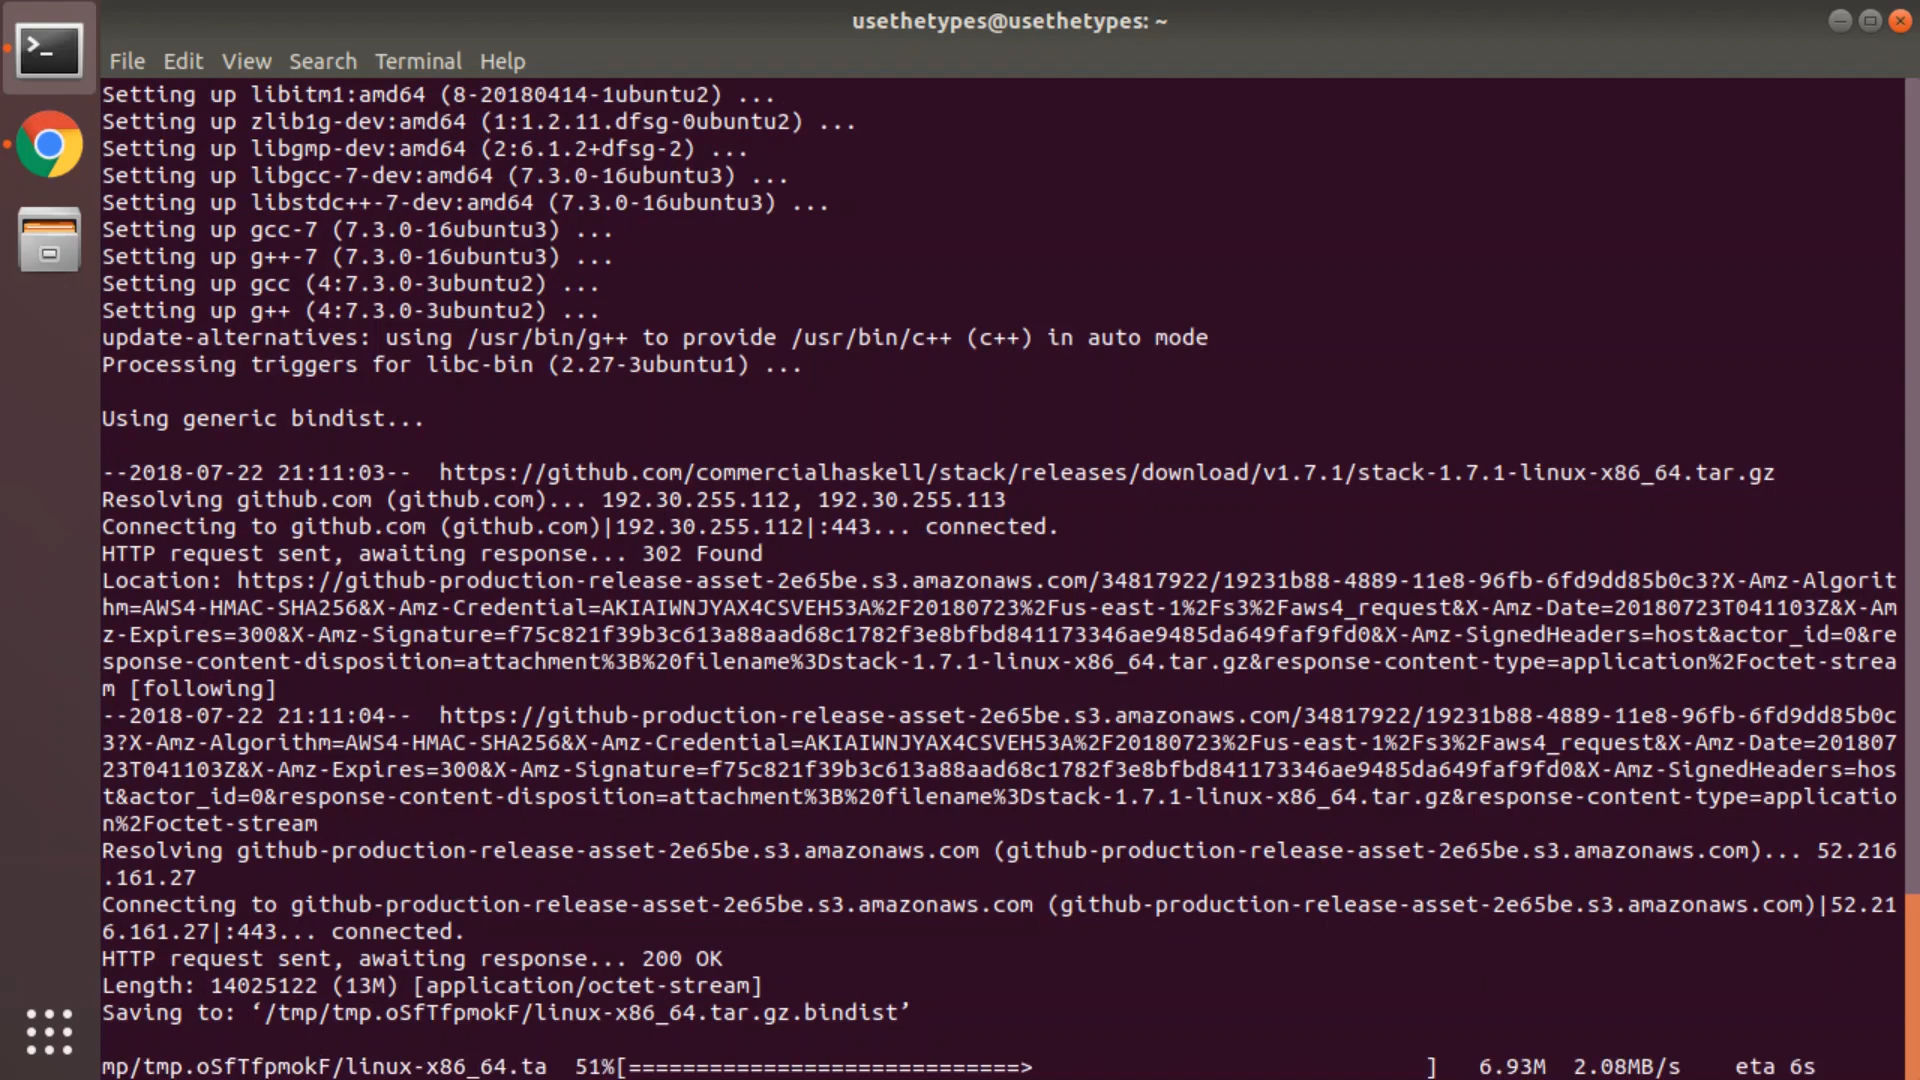 usethetypes@usethetypes: ~
File Edit View Search Terminal Help
Setting up libitm1:amd64 (8-20180414-1ubuntu2) ...
Setting up zlib1g-dev:amd64 (1:1.2.11.dfsg-0ubuntu2) ...
Setting up libgmp-dev:amd64 (2:6.1.2+dfsg-2) ...
Setting up libgcc-7-dev:amd64 (7.3.0-16ubuntu3) ...
Setting up libstdc++-7-dev:amd64 (7.3.0-16ubuntu3) ...
Setting up gcc-7 (7.3.0-16ubuntu3) ...
Setting up g++-7 (7.3.0-16ubuntu3) ...
Setting up gcc (4:7.3.0-3ubuntu2) ...
Setting up g++ (4:7.3.0-3ubuntu2) ...
update-alternatives: using /usr/bin/g++ to provide /usr/bin/c++ (c++) in auto mode
Processing triggers for libc-bin (2.27-3ubuntu1) ...
Using generic bindist...
--2018-07-22 21:11:03--  https://github.com/commercialhaskell/stack/releases/download/v1.7.1/stack-1.7.1-linux-x86_64.tar.gz
Resolving github.com (github.com)... 192.30.255.112, 192.30.255.113
Connecting to github.com (github.com)|192.30.255.112|:443... connected.
HTTP request sent, awaiting response... 302 Found
Location: https://github-production-release-asset-2e65be.s3.amazonaws.com/34817922/19231b88-4889-11e8-96fb-6fd9dd85b0c3?X-Amz-Algorit
hm=AWS4-HMAC-SHA256&X-Amz-Credential=AKIAIWNJYAX4CSVEH53A%2F20180723%2Fus-east-1%2Fs3%2Faws4_request&X-Amz-Date=20180723T041103Z&X-Am
z-Expires=300&X-Amz-Signature=f75c821f39b3c613a88aad68c1782f3e8bfbd841173346ae9485da649faf9fd0&X-Amz-SignedHeaders=host&actor_id=0&re
sponse-content-disposition=attachment%3B%20filename%3Dstack-1.7.1-linux-x86_64.tar.gz&response-content-type=application%2Foctet-strea
m [following]
--2018-07-22 21:11:04--  https://github-production-release-asset-2e65be.s3.amazonaws.com/34817922/19231b88-4889-11e8-96fb-6fd9dd85b0c
3?X-Amz-Algorithm=AWS4-HMAC-SHA256&X-Amz-Credential=AKIAIWNJYAX4CSVEH53A%2F20180723%2Fus-east-1%2Fs3%2Faws4_request&X-Amz-Date=201807
23T041103Z&X-Amz-Expires=300&X-Amz-Signature=f75c821f39b3c613a88aad68c1782f3e8bfbd841173346ae9485da649faf9fd0&X-Amz-SignedHeaders=hos
t&actor_id=0&response-content-disposition=attachment%3B%20filename%3Dstack-1.7.1-linux-x86_64.tar.gz&response-content-type=applicatio
n%2Foctet-stream
Resolving github-production-release-asset-2e65be.s3.amazonaws.com (github-production-release-asset-2e65be.s3.amazonaws.com)... 52.216
.161.27
Connecting to github-production-release-asset-2e65be.s3.amazonaws.com (github-production-release-asset-2e65be.s3.amazonaws.com)|52.21
6.161.27|:443... connected.
HTTP request sent, awaiting response... 200 OK
Length: 14025122 (13M) [application/octet-stream]
Saving to: ‘/tmp/tmp.oSfTfpmokF/linux-x86_64.tar.gz.bindist’
mp/tmp.oSfTfpmokF/linux-x86_64.ta  51%[=============================>                              ]   6.93M  2.08MB/s    eta 6s